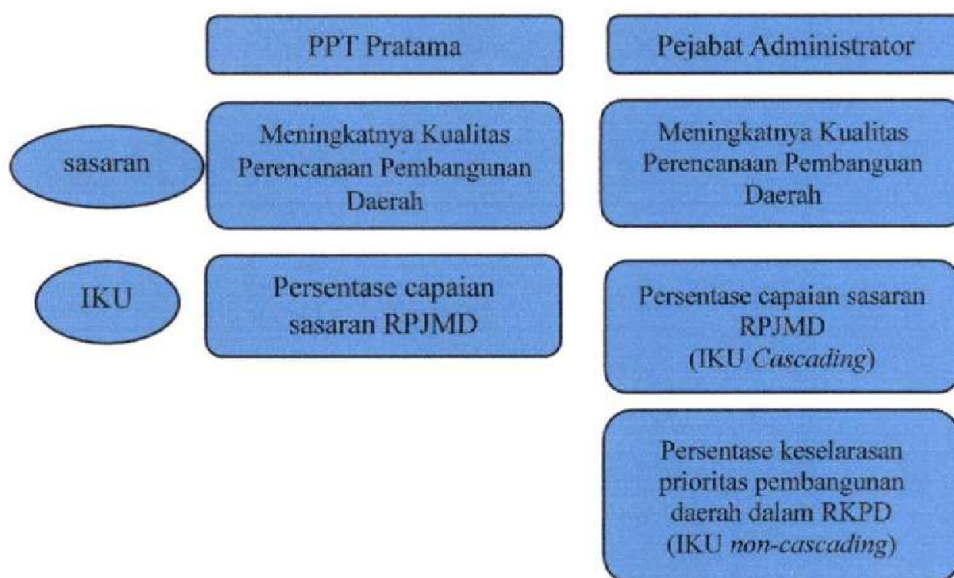 PPT Pratama
Pejabat Administrator
sasaran
Meningkatnya Kualitas
Perencanaan Pembangunan
Daerah
Meningkatnya Kualitas
Perencanaan Pembanguan
Daerah
IKU
Persentase capaian
sasaran RPJMD
Persentase capaian sasaran
RPJMD
(IKU Cascading)
Persentase keselarasan
prioritas pembangunan
daerah dalam RKPD
(IKU non-cascading)